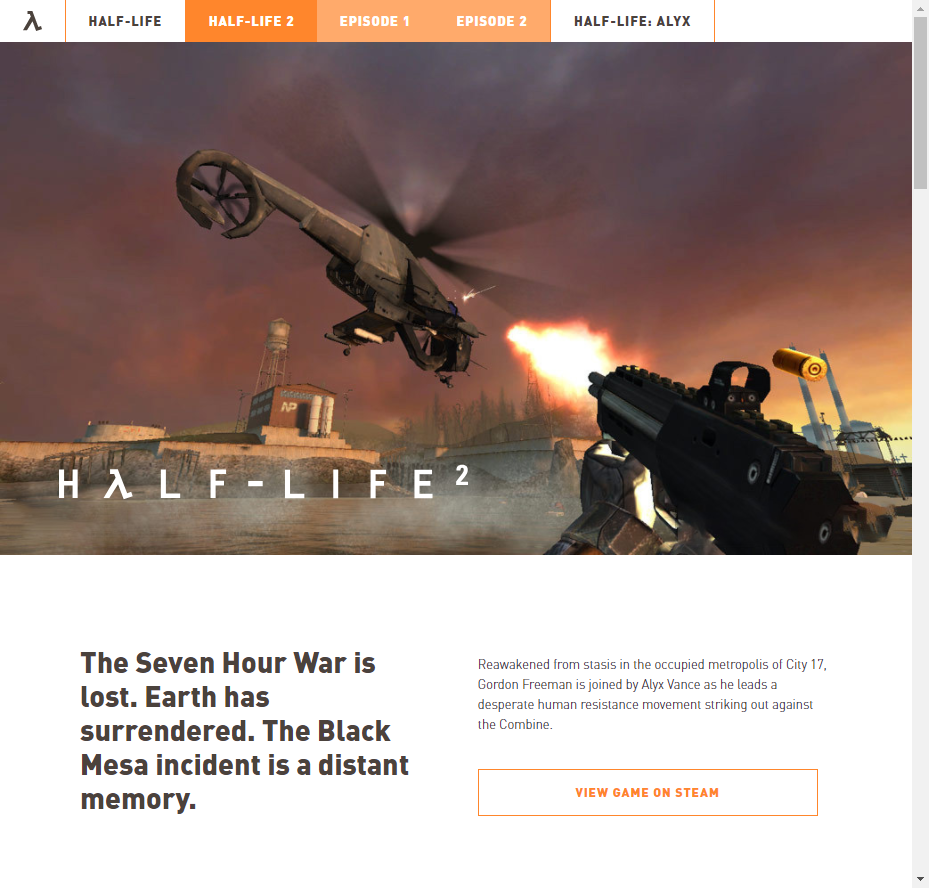 λ HALF-LIFE HALF-LIFE 2 EPISODE 1 EPISODE 2 HALF-LIFE: ALYX
NP
HλLF-LIFE²
The Seven Hour War is
lost. Earth has
surrendered. The Black
Mesa incident is a distant
memory.
Reawakened from stasis in the occupied metropolis of City 17,
Gordon Freeman is joined by Alyx Vance as he leads a
desperate human resistance movement striking out against
the Combine.
VIEW GAME ON STEAM